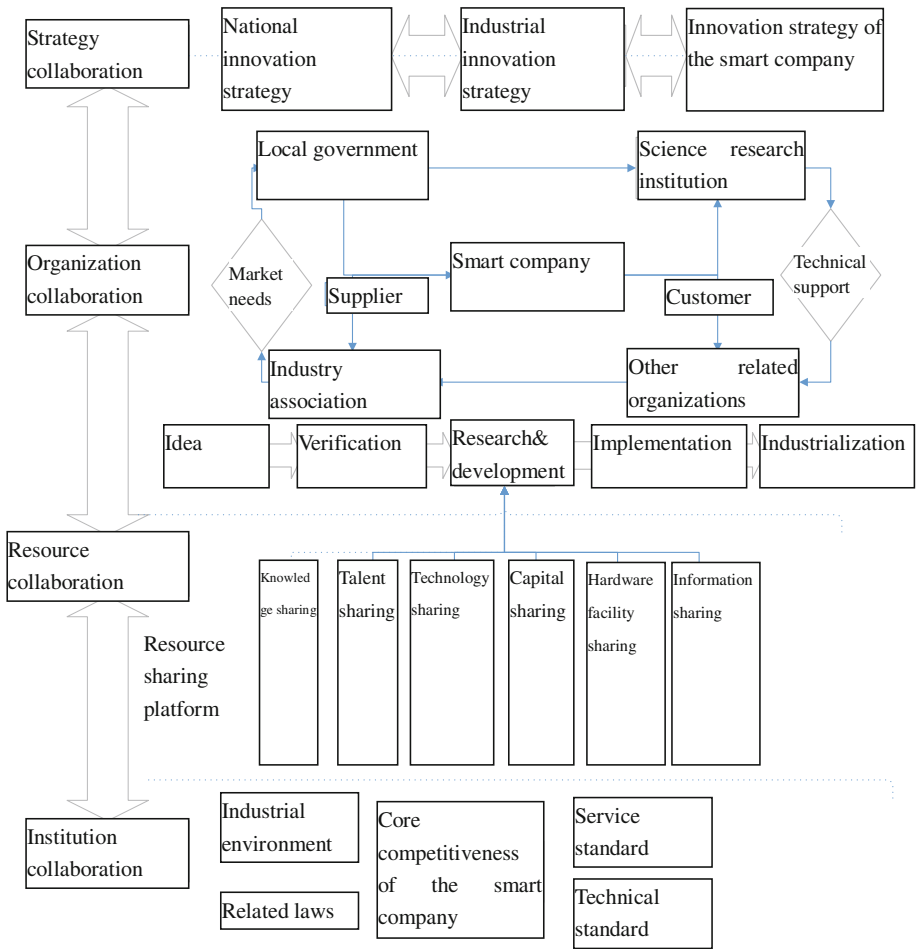 Strategy
collaboration
National
innovation
strategy
Industrial
innovation
strategy
Innovation strategy of
the smart company
Local government
Science research
institution
Organization
collaboration
Market
needs
Supplier
Smart company
Customer
Technical
support
Industry
association
Other related
organizations
Idea
Verification
Research&
development
Implementation
Industrialization
Resource
collaboration
Resource
sharing
platform
Knowled
ge sharing
Talent
sharing
Technology
sharing
Capital
sharing
Hardware
facility
sharing
Information
sharing
Institution
collaboration
Industrial
environment
Related laws
Core
competitiveness
of the smart
company
Service
standard
Technical
standard